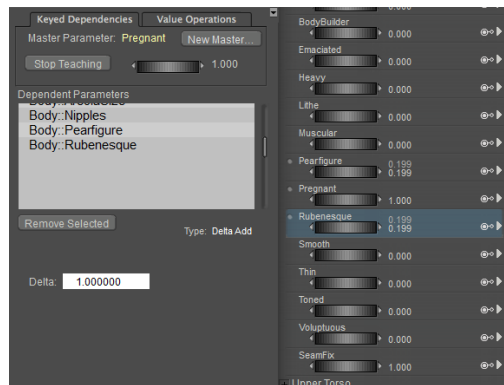 Keyed Dependencies
Value Operations
Master Parameter: Pregnant
New Master...
Stop Teaching
1.000
Dependent Parameters
Body::Nipples
Body::Pearfigure
Body::Rubenesque
Remove Selected
Type: Delta Add
Delta: 1.000000
BodyBuilder
0.000
Emaciated
0.000
Heavy
0.000
Lithe
0.000
Muscular
0.000
Pearfigure
0.199
0.199
Pregnant
1.000
Rubenesque
0.199
0.199
Smooth
0.000
Thin
0.000
Toned
0.000
Voluptuous
0.000
SeamFix
1.000
Upper Torso